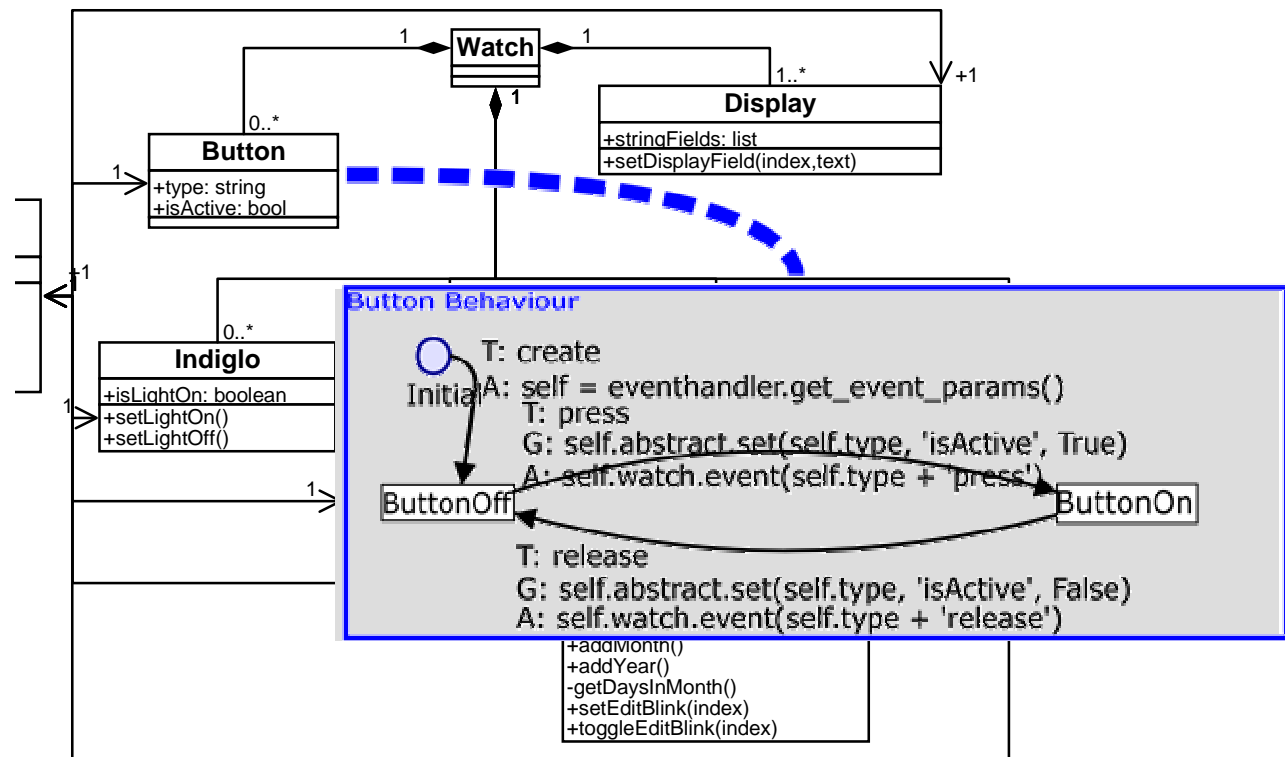 1
Watch
1
1
1..*
+1
Display
+stringFields: list
+setDisplayField(index,text)
0..*
Button
+type: string
+isActive: bool
1
+1
0..*
Indiglo
+isLightOn: boolean
+setLightOn()
+setLightOff()
1
1
Button Behaviour
Initial
T: create
A: self = eventhandler.get_event_params()
T: press
G: self.abstract.set(self.type, 'isActive', True)
A: self.watch.event(self.type + 'press')
ButtonOff
ButtonOn
T: release
G: self.abstract.set(self.type, 'isActive', False)
A: self.watch.event(self.type + 'release')
+addMonth()
+addYear()
-getDaysInMonth()
+setEditBlink(index)
+toggleEditBlink(index)